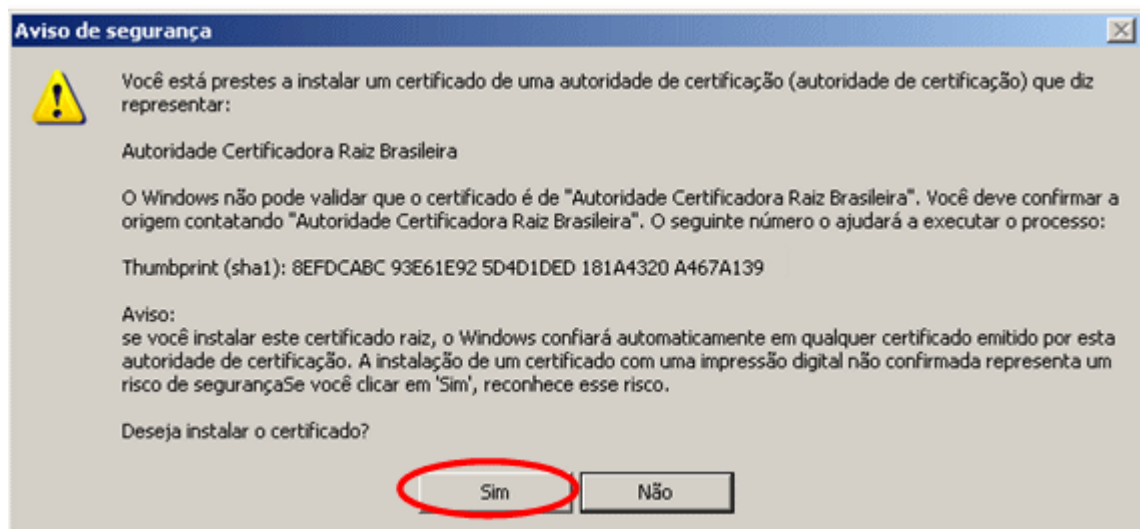 Aviso de segurança
Você está prestes a instalar um certificado de uma autoridade de certificação (autoridade de certificação) que diz
representar:
Autoridade Certificadora Raiz Brasileira
O Windows não pode validar que o certificado é de "Autoridade Certificadora Raiz Brasileira". Você deve confirmar a
origem contatando "Autoridade Certificadora Raiz Brasileira". O seguinte número o ajudará a executar o processo:
Thumbprint (sha1): 8EFDCABC 93E61E92 5D4D1DED 181A4320 A467A139
Aviso:
se você instalar este certificado raiz, o Windows confiará automaticamente em qualquer certificado emitido por esta
autoridade de certificação. A instalação de um certificado com uma impressão digital não confirmada representa um
risco de segurançaSe você clicar em 'Sim', reconhece esse risco.
Deseja instalar o certificado?
Sim
Não